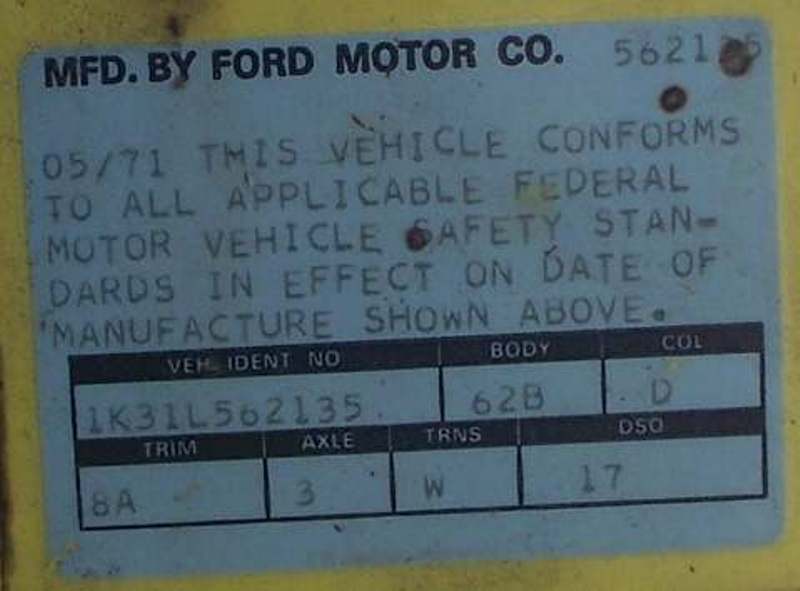 MFD. BY FORD MOTOR CO. 562135
05/71 THIS VEHICLE CONFORMS
TO ALL APPLICABLE FEDERAL
MOTOR VEHICLE SAFETY STAN-
DARDS IN EFFECT ON DATE OF
MANUFACTURE SHOWN ABOVE.
VEH. IDENT NO BODY COL
1K31L562135 62B D
TRIM AXLE TRNS DSO
8A 3 W 17